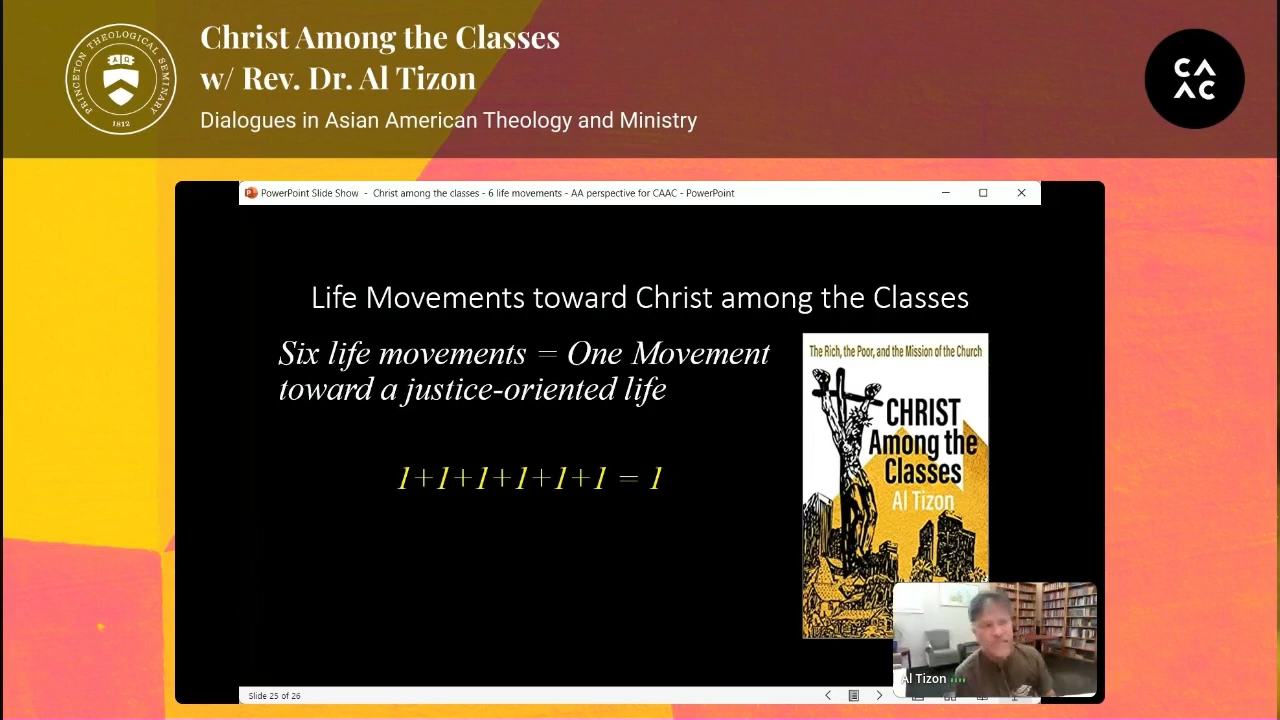 PRINCETON THEOLOGICAL SEMINARY
1812
Christ Among the Classes
w/ Rev. Dr. Al Tizon
Dialogues in Asian American Theology and Ministry
CA
AC
PowerPoint Slide Show - Christ among the classes - 6 life movements - AA perspective for CAAC - PowerPoint
Life Movements toward Christ among the Classes
Six life movements = One Movement
toward a justice-oriented life
1+1+1+1+1+1 = 1
The Rich, the Poor, and the Mission of the Church
CHRIST
Among the
Classes
Al Tizon
Al Tizon
Slide 25 of 26